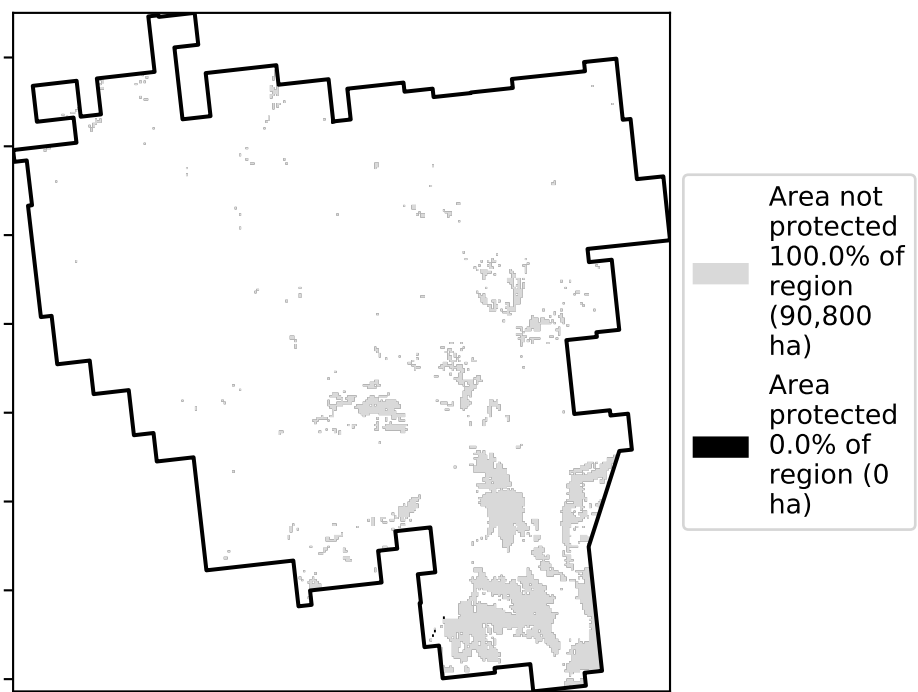 Area not
protected
100.0% of
region
(90,800
ha)
Area
protected
0.0% of
region (0
ha)